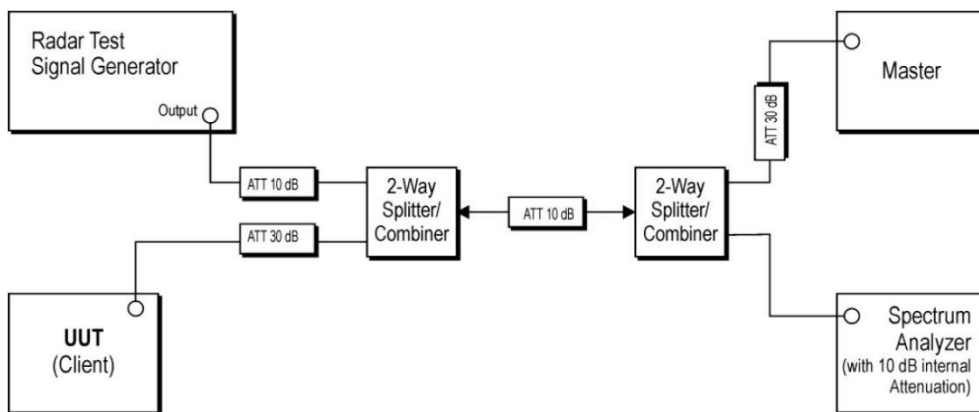 Radar Test
Signal Generator
Output
ATT 10 dB
ATT 30 dB
2-Way
Splitter/
Combiner
ATT 10 dB
2-Way
Splitter/
Combiner
ATT 30 dB
Master
UUT
(Client)
Spectrum
Analyzer
(with 10 dB internal
Attenuation)